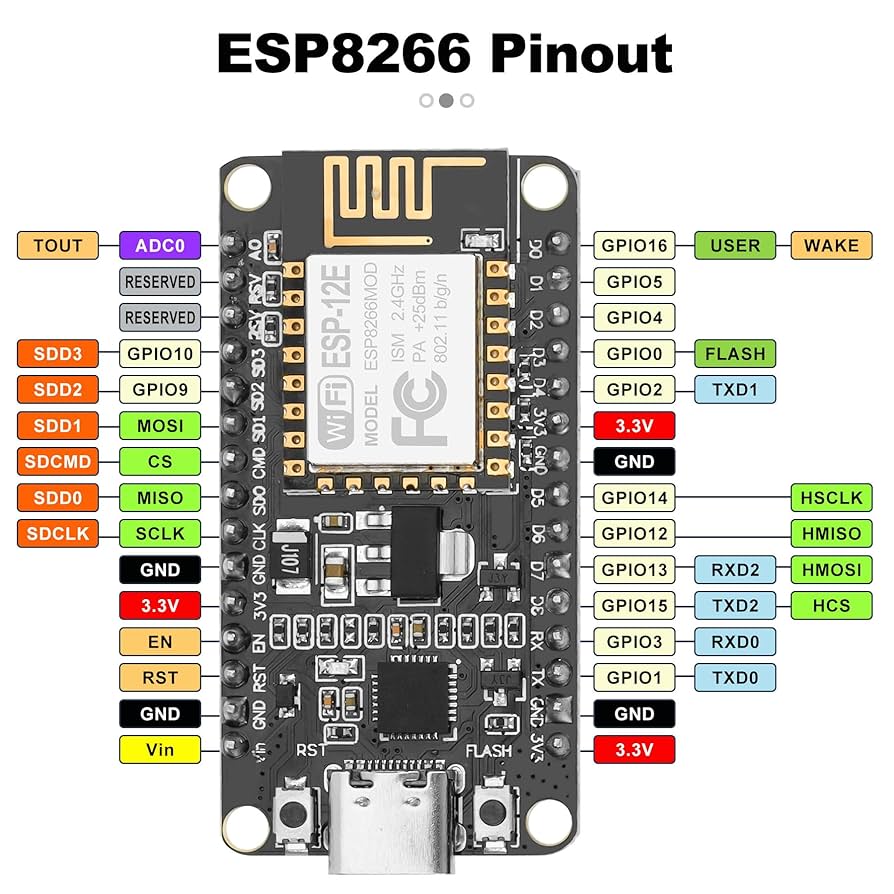 ESP8266 Pinout
TOUT ADC0 A0 D0 GPIO16 USER WAKE
RESERVED RSV D1 GPIO5
RESERVED RSV D2 GPIO4
SDD3 GPIO10 SD3 D3 GPIO0 FLASH
SDD2 GPIO9 SD2 D4 GPIO2 TXD1
SDD1 MOSI SD1 3V3 3.3V
SDCMD CS CMD GND GND
SDD0 MISO SDO D5 GPIO14 HSCLK
SDCLK SCLK CLK D6 GPIO12 HMISO
GND GND D7 GPIO13 RXD2 HMOSI
3.3V 3V3 D8 GPIO15 TXD2 HCS
EN EN RX GPIO3 RXD0
RST RST TX GPIO1 TXD0
GND GND GND GND
Vin Vin 3V3 3.3V
WiFi ESP-12E
MODEL ESP8266MOD
ISM 2.4GHz
PA +25dBm
802.11 b/g/n
FC
J107
J3Y
J3Y
RST FLASH